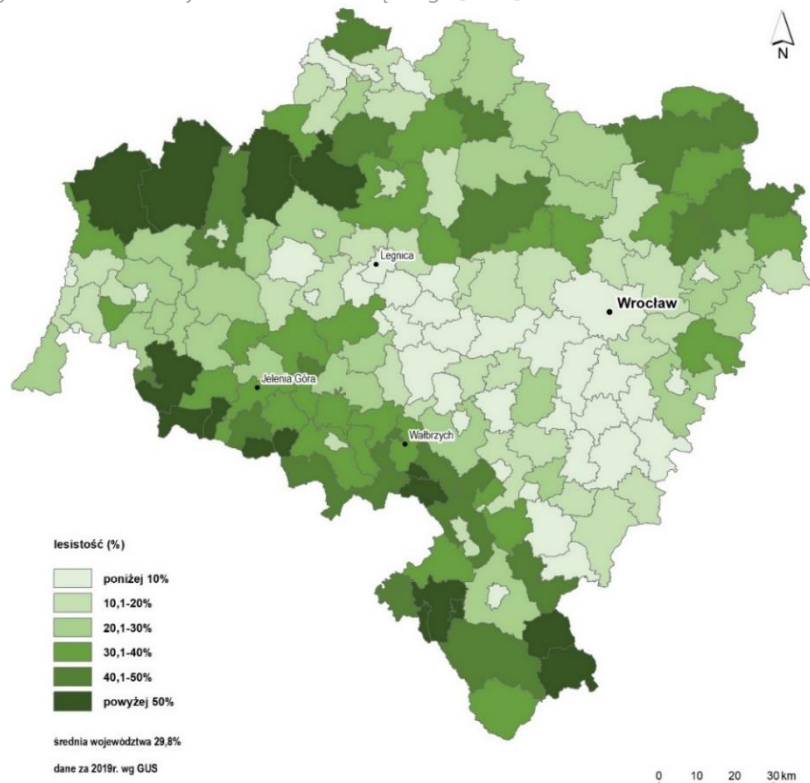 N
Legnica
Wrocław
Jelenia Góra
Wałbrzych
lesistość (%)
poniżej 10%
10,1-20%
20,1-30%
30,1-40%
40,1-50%
powyżej 50%
średnia województwa 29,8%
dane za 2019r. wg GUS
0 10 20 30 km